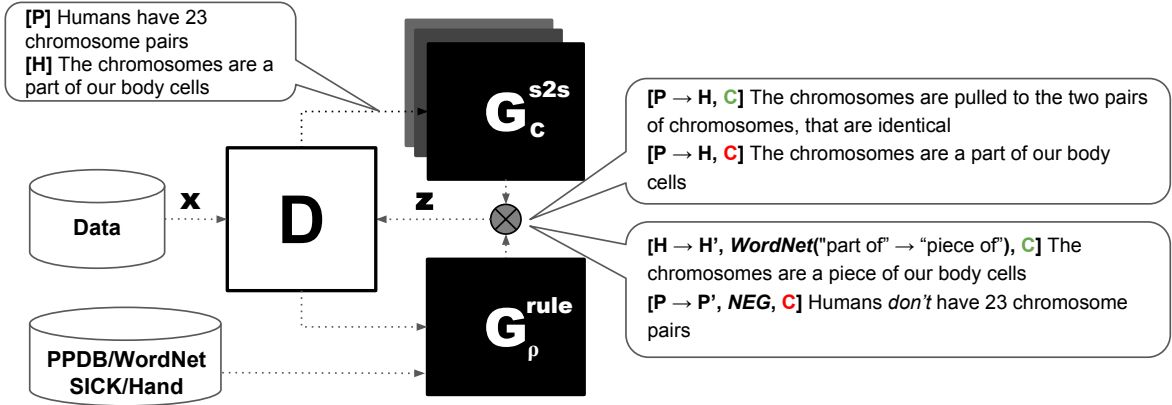 [P] Humans have 23
chromosome pairs
[H] The chromosomes are a
part of our body cells
G s2s C
[P → H, C] The chromosomes are pulled to the two pairs
of chromosomes, that are identical
[P → H, C] The chromosomes are a part of our body
cells
Data
x
D
z
[H → H’, WordNet("part of” → “piece of”), C] The
chromosomes are a piece of our body cells
[P → P’, NEG, C] Humans don’t have 23 chromosome
pairs
G rule ρ
PPDB/WordNet
SICK/Hand